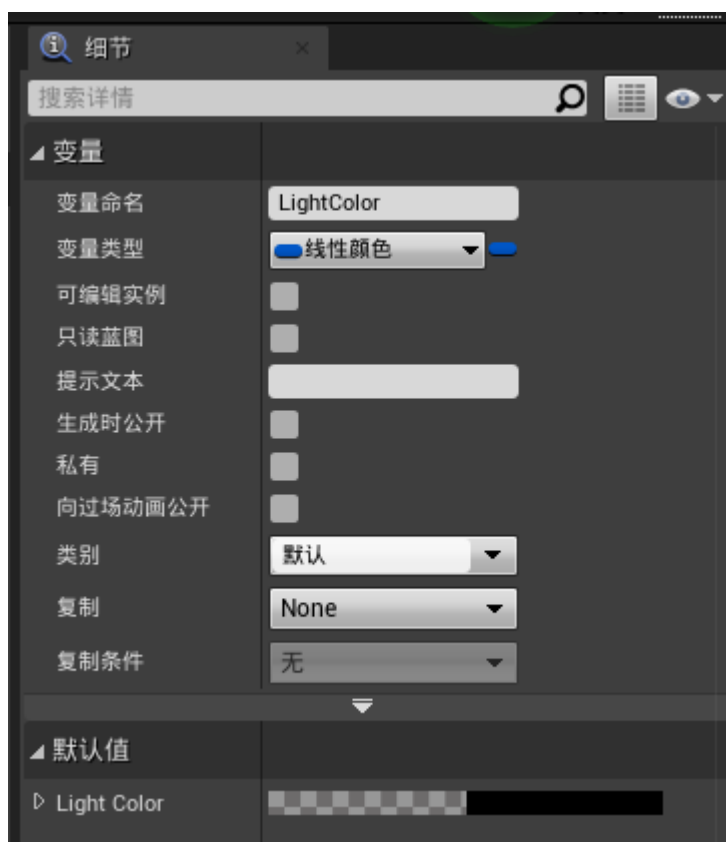 细节
搜索详情
变量
变量命名 LightColor
变量类型 线性颜色
可编辑实例
只读蓝图
提示文本
生成时公开
私有
向过场动画公开
类别 默认
复制 None
复制条件 无
默认值
Light Color